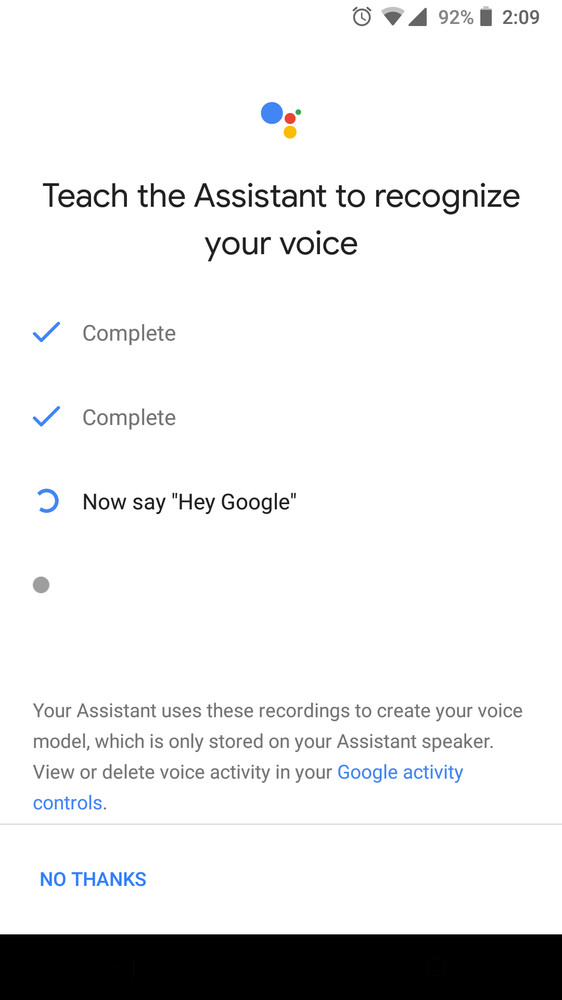 92% 2:09
Teach the Assistant to recognize
your voice
Complete
Complete
Now say "Hey Google"
Your Assistant uses these recordings to create your voice
model, which is only stored on your Assistant speaker.
View or delete voice activity in your Google activity
controls.
NO THANKS